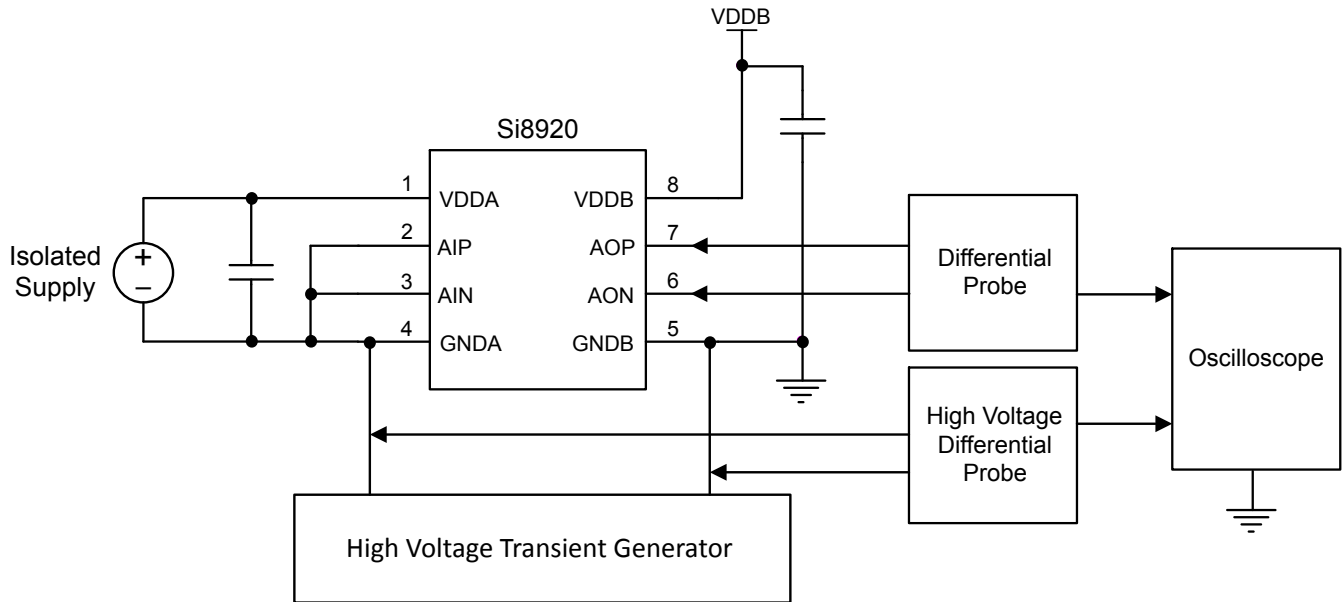 VDDB
Si8920
1
VDDA
VDDB
8
2
AIP
AOP
7
3
AIN
AON
6
4
GNDA
GNDB
5
Isolated
Supply
+
−
Differential
Probe
Oscilloscope
High Voltage
Differential
Probe
High Voltage Transient Generator